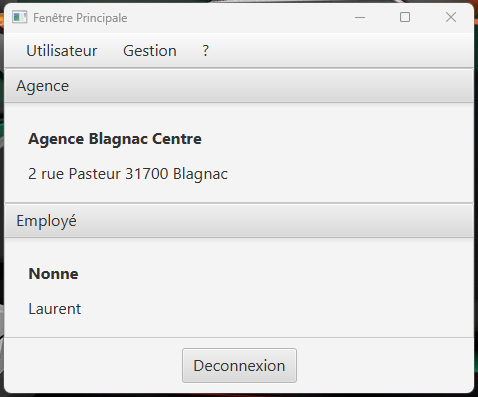 Fenêtre Principale
Utilisateur Gestion ?
Agence
Agence Blagnac Centre
2 rue Pasteur 31700 Blagnac
Employé
Nonne
Laurent
Deconnexion